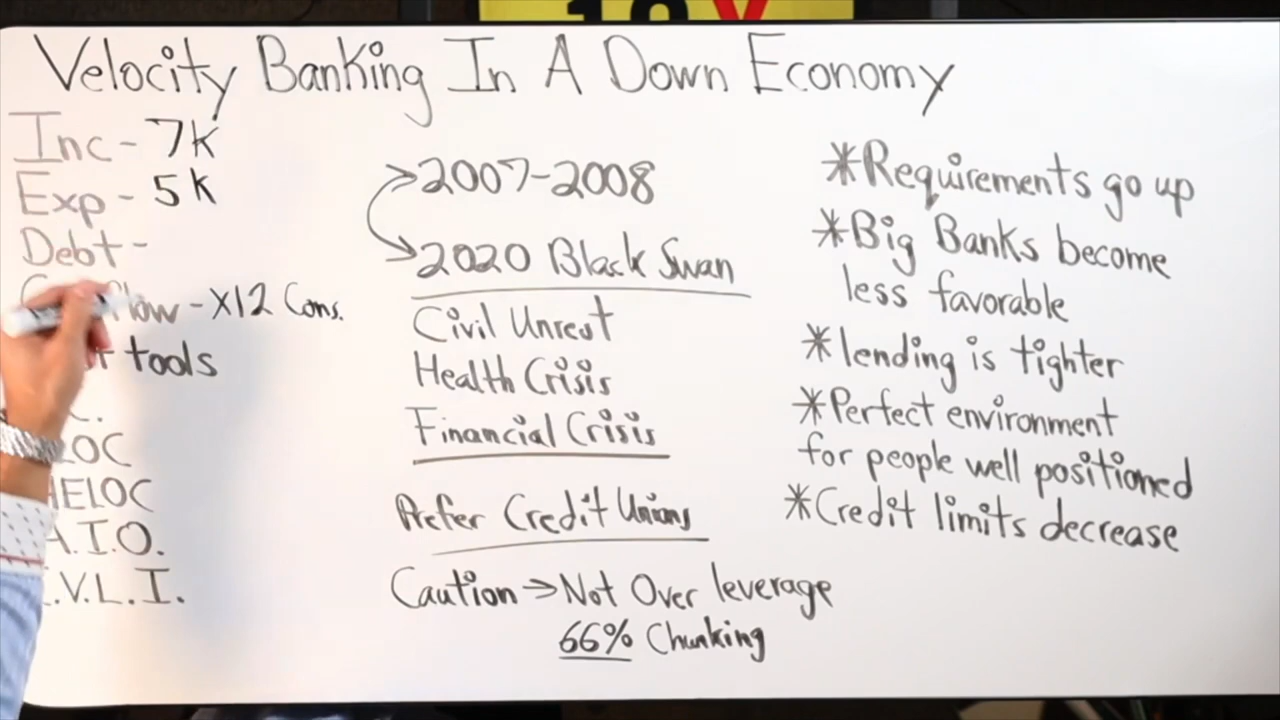 Velocity Banking In A Down Economy
Inc - 7K
Exp - 5K
Debt -
flow - X12 Cons.
tools
LOC
HELOC
A.I.O.
.V.L.I.
> 2007-2008
2020 Black Swan
Civil Unrest
Health Crisis
Financial Crisis
Prefer Credit Unions
Caution → Not Over leverage
66% Chunking
*Requirements go up
*Big Banks become
less favorable
*lending is tighter
*Perfect environment
for people well positioned
*Credit limits decrease